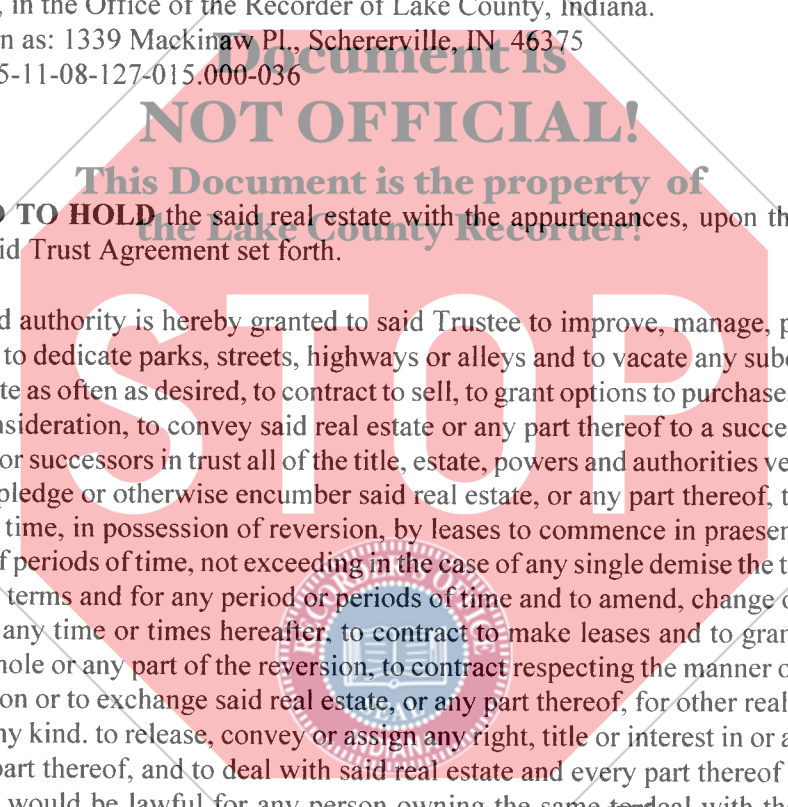 , in the Office of the Recorder of Lake County, Indiana.
n as: 1339 Mackinaw Pl., Schererville, IN 46375
5-11-08-127-015.000-036
Document is
NOT OFFICIAL!
This Document is the property of
the Lake County Recorder!
TO HOLD the said real estate with the appurtenances, upon th
id Trust Agreement set forth.
STOP
d authority is hereby granted to said Trustee to improve, manage, p
to dedicate parks, streets, highways or alleys and to vacate any sub
te as often as desired, to contract to sell, to grant options to purchase,
nsideration, to convey said real estate or any part thereof to a succe
or successors in trust all of the title, estate, powers and authorities ve
pledge or otherwise encumber said real estate, or any part thereof, t
time, in possession of reversion, by leases to commence in praesen
f periods of time, not exceeding in the case of any single demise the t
terms and for any period or periods of time and to amend, change o
any time or times hereafter, to contract to make leases and to gran
hole or any part of the reversion, to contract respecting the manner o
on or to exchange said real estate, or any part thereof, for other real
ny kind. to release, convey or assign any right, title or interest in or a
part thereof, and to deal with said real estate and every part thereof
would be lawful for any person owning the same to deal with th
RECORDER'S OFFICE
SEAL
INDIANA